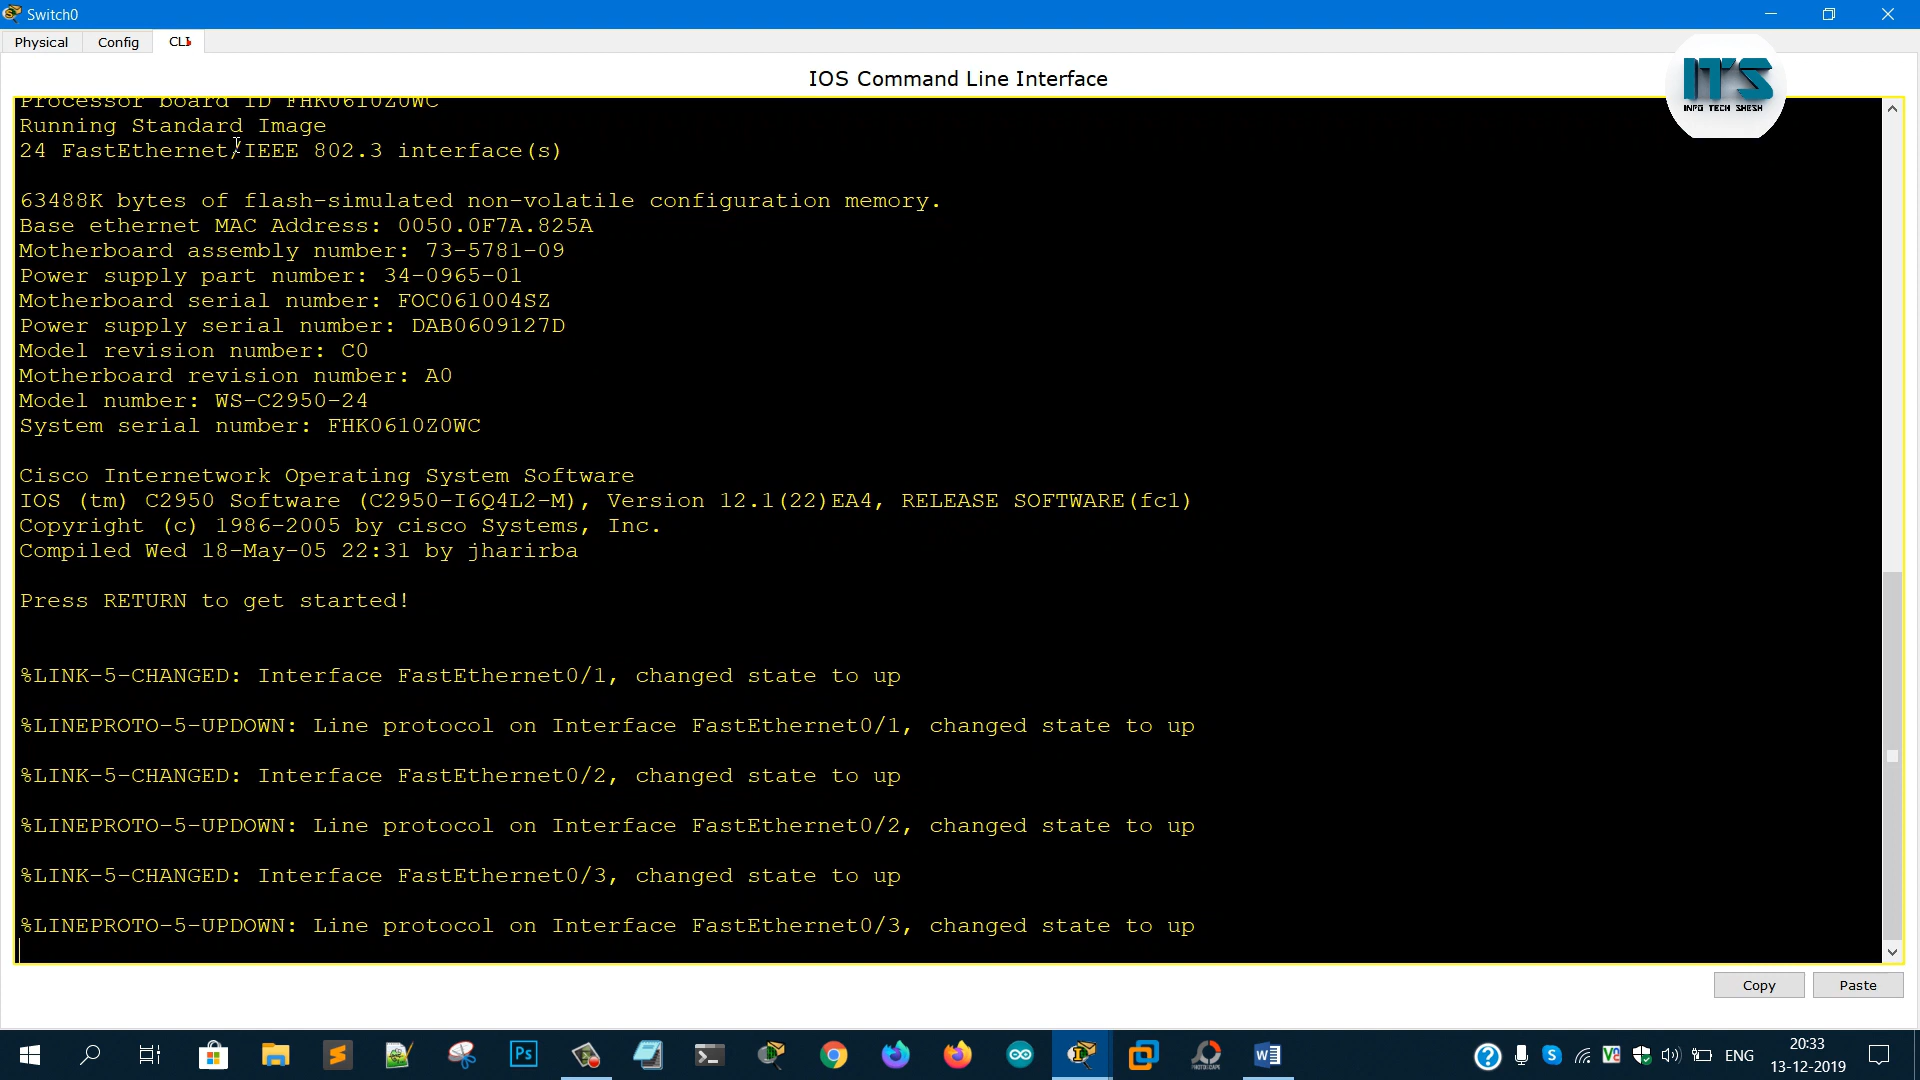 Switch0
Physical Config CLI
IOS Command Line Interface
ITS
INFO TECH SHESH
Processor board ID FHK0610Z0WC
Running Standard Image
24 FastEthernet/IEEE 802.3 interface(s)
63488K bytes of flash-simulated non-volatile configuration memory.
Base ethernet MAC Address: 0050.0F7A.825A
Motherboard assembly number: 73-5781-09
Power supply part number: 34-0965-01
Motherboard serial number: FOC061004SZ
Power supply serial number: DAB0609127D
Model revision number: C0
Motherboard revision number: A0
Model number: WS-C2950-24
System serial number: FHK0610Z0WC
Cisco Internetwork Operating System Software
IOS (tm) C2950 Software (C2950-I6Q4L2-M), Version 12.1(22)EA4, RELEASE SOFTWARE(fc1)
Copyright (c) 1986-2005 by cisco Systems, Inc.
Compiled Wed 18-May-05 22:31 by jharirba
Press RETURN to get started!
%LINK-5-CHANGED: Interface FastEthernet0/1, changed state to up
%LINEPROTO-5-UPDOWN: Line protocol on Interface FastEthernet0/1, changed state to up
%LINK-5-CHANGED: Interface FastEthernet0/2, changed state to up
%LINEPROTO-5-UPDOWN: Line protocol on Interface FastEthernet0/2, changed state to up
%LINK-5-CHANGED: Interface FastEthernet0/3, changed state to up
%LINEPROTO-5-UPDOWN: Line protocol on Interface FastEthernet0/3, changed state to up
Copy Paste
Ps
ENG
20:33
13-12-2019